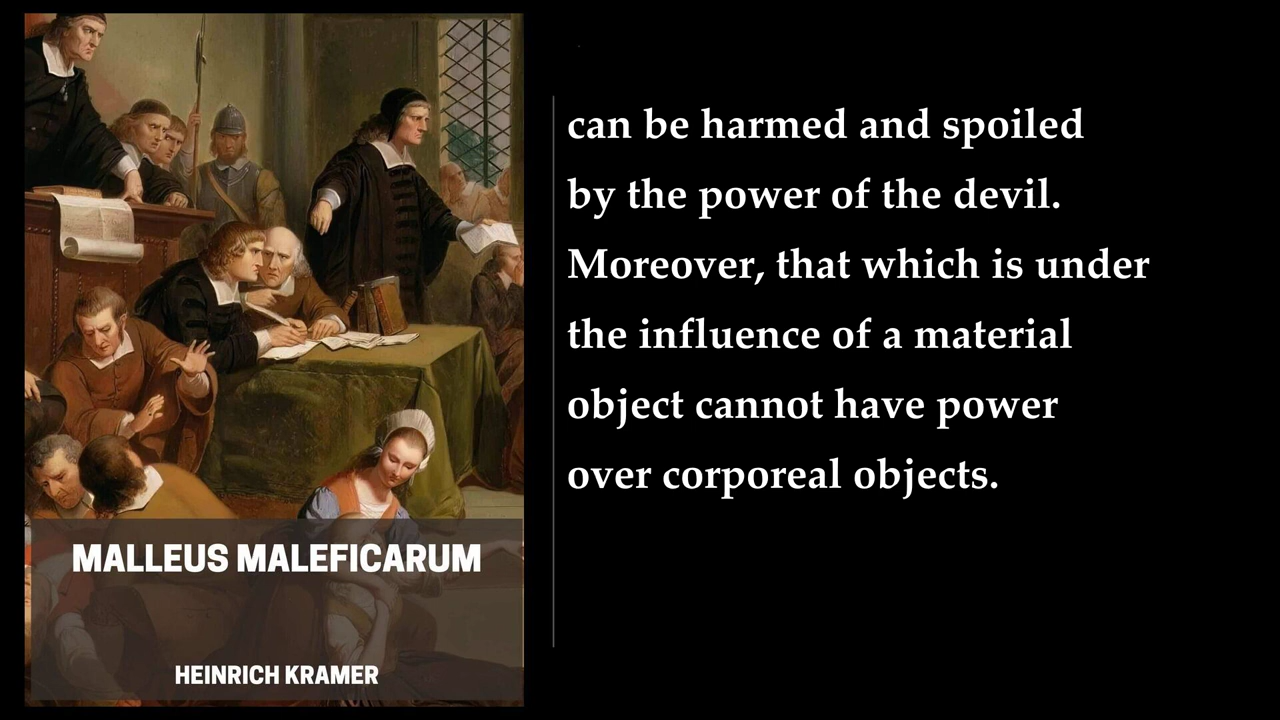 MALLEUS MALEFICARUM
HEINRICH KRAMER
can be harmed and spoiled
by the power of the devil.
Moreover, that which is under
the influence of a material
object cannot have power
over corporeal objects.